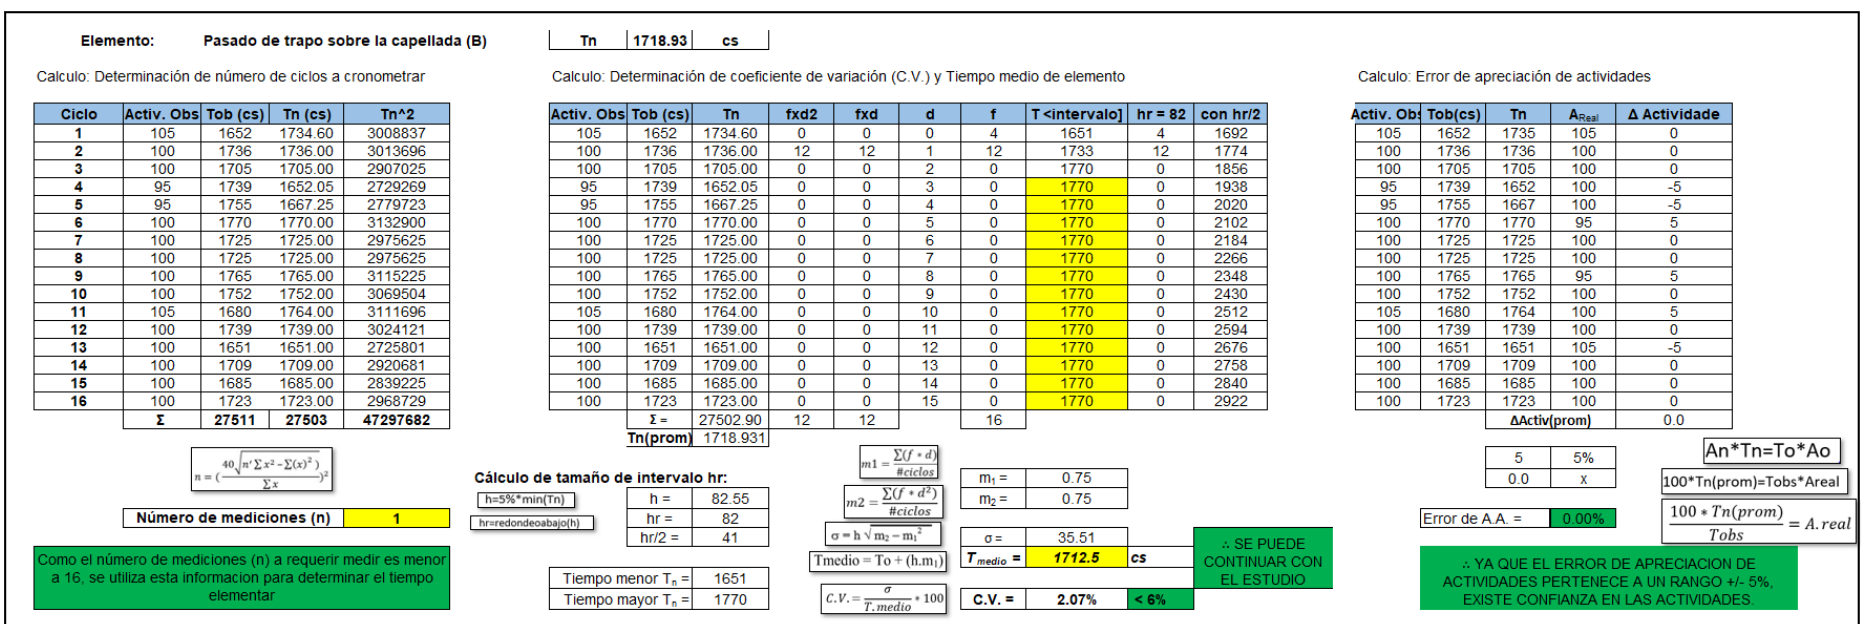 Elemento: Pasado de trapo sobre la capellada (B) Tn 1718.93 cs
Calculo: Determinación de número de ciclos a cronometrar
Ciclo Activ. Obs Tob (cs) Tn (cs) Tn^2
1 105 1652 1734.60 3008837
2 100 1736 1736.00 3013696
3 100 1705 1705.00 2907025
4 95 1739 1652.05 2729269
5 95 1755 1667.25 2779723
6 100 1770 1770.00 3132900
7 100 1725 1725.00 2975625
8 100 1725 1725.00 2975625
9 100 1765 1765.00 3115225
10 100 1752 1752.00 3069504
11 105 1680 1764.00 3111696
12 100 1739 1739.00 3024121
13 100 1651 1651.00 2725801
14 100 1709 1709.00 2920681
15 100 1685 1685.00 2839225
16 100 1723 1723.00 2968729
Σ 27511 27503 47297682
n = (40√n'Σx²−Σ(x)² / Σx)²
Número de mediciones (n) 1
Como el número de mediciones (n) a requerir medir es menor
a 16, se utiliza esta informacion para determinar el tiempo
elementar
Calculo: Determinación de coeficiente de variación (C.V.) y Tiempo medio de elemento
Activ. Obs Tob (cs) Tn fxd2 fxd d f T <intervalo] hr = 82 con hr/2
105 1652 1734.60 0 0 0 4 1651 4 1692
100 1736 1736.00 12 12 1 12 1733 12 1774
100 1705 1705.00 0 0 2 0 1770 0 1856
95 1739 1652.05 0 0 3 0 1770 0 1938
95 1755 1667.25 0 0 4 0 1770 0 2020
100 1770 1770.00 0 0 5 0 1770 0 2102
100 1725 1725.00 0 0 6 0 1770 0 2184
100 1725 1725.00 0 0 7 0 1770 0 2266
100 1765 1765.00 0 0 8 0 1770 0 2348
100 1752 1752.00 0 0 9 0 1770 0 2430
105 1680 1764.00 0 0 10 0 1770 0 2512
100 1739 1739.00 0 0 11 0 1770 0 2594
100 1651 1651.00 0 0 12 0 1770 0 2676
100 1709 1709.00 0 0 13 0 1770 0 2758
100 1685 1685.00 0 0 14 0 1770 0 2840
100 1723 1723.00 0 0 15 0 1770 0 2922
Σ = 27502.90 12 12 16
Tn(prom) 1718.931
Cálculo de tamaño de intervalo hr:
h=5%*min(Tn) h = 82.55
hr=redondeoabajo(h) hr = 82
hr/2 = 41
Tiempo menor Tₙ = 1651
Tiempo mayor Tₙ = 1770
m1 = Σ(f * d) / #ciclos
m2 = Σ(f * d²) / #ciclos
σ = h √m₂ − m₁²
Tmedio = To + (h.m₁)
C.V. = σ / T.medio * 100
m₁ = 0.75
m₂ = 0.75
σ = 35.51
Tmedio = 1712.5 cs
C.V. = 2.07% < 6%
∴ SE PUEDE
CONTINUAR CON
EL ESTUDIO
Calculo: Error de apreciación de actividades
Activ. Obs Tob(cs) Tn AReal Δ Actividade
105 1652 1735 105 0
100 1736 1736 100 0
100 1705 1705 100 0
95 1739 1652 100 -5
95 1755 1667 100 -5
100 1770 1770 95 5
100 1725 1725 100 0
100 1725 1725 100 0
100 1765 1765 95 5
100 1752 1752 100 0
105 1680 1764 100 5
100 1739 1739 100 0
100 1651 1651 105 -5
100 1709 1709 100 0
100 1685 1685 100 0
100 1723 1723 100 0
ΔActiv(prom) 0.0
5 5%
0.0 x
Error de A.A. = 0.00%
An*Tn=To*Ao
100*Tn(prom)=Tobs*Areal
100 * Tn(prom) / Tobs = A.real
∴ YA QUE EL ERROR DE APRECIACION DE
ACTIVIDADES PERTENECE A UN RANGO +/- 5%,
EXISTE CONFIANZA EN LAS ACTIVIDADES.